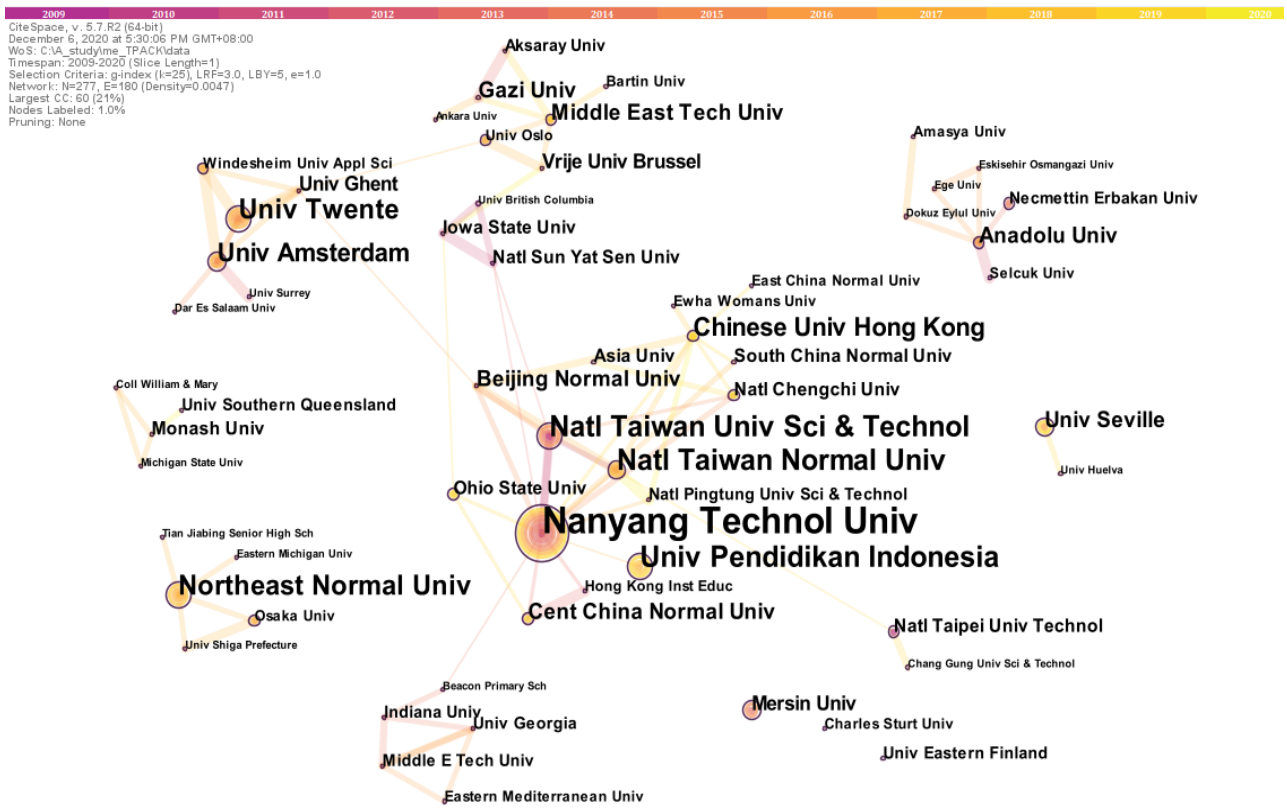 2009 2010 2011 2012 2013 2014 2015 2016 2017 2018 2019 2020
CiteSpace, v. 5.7.R2 (64-bit)
December 6, 2020 at 5:30:06 PM GMT+08:00
WoS: C:\A_study\me_TPACK\data
Timespan: 2009-2020 (Slice Length=1)
Selection Criteria: g-index (k=25), LRF=3.0, LBY=5, e=1.0
Network: N=277, E=180 (Density=0.0047)
Largest CC: 60 (21%)
Nodes Labeled: 1.0%
Pruning: None
Aksaray Univ
Bartin Univ
Gazi Univ
Middle East Tech Univ
Ankara Univ
Univ Oslo
Amasya Univ
Windesheim Univ Appl Sci
Vrije Univ Brussel
Eskisehir Osmangazi Univ
Univ Ghent
Ege Univ
Univ British Columbia
Necmettin Erbakan Univ
Univ Twente
Dokuz Eylul Univ
Iowa State Univ
Anadolu Univ
Univ Amsterdam
Natl Sun Yat Sen Univ
Selcuk Univ
East China Normal Univ
Univ Surrey
Ewha Womans Univ
Dar Es Salaam Univ
Chinese Univ Hong Kong
Asia Univ
South China Normal Univ
Beijing Normal Univ
Coll William & Mary
Natl Chengchi Univ
Univ Southern Queensland
Monash Univ
Natl Taiwan Univ Sci & Technol
Univ Seville
Michigan State Univ
Natl Taiwan Normal Univ
Univ Huelva
Ohio State Univ
Natl Pingtung Univ Sci & Technol
Nanyang Technol Univ
Tian Jiabing Senior High Sch
Eastern Michigan Univ
Univ Pendidikan Indonesia
Northeast Normal Univ
Hong Kong Inst Educ
Osaka Univ
Cent China Normal Univ
Natl Taipei Univ Technol
Univ Shiga Prefecture
Chang Gung Univ Sci & Technol
Beacon Primary Sch
Mersin Univ
Indiana Univ
Univ Georgia
Charles Sturt Univ
Middle E Tech Univ
Univ Eastern Finland
Eastern Mediterranean Univ